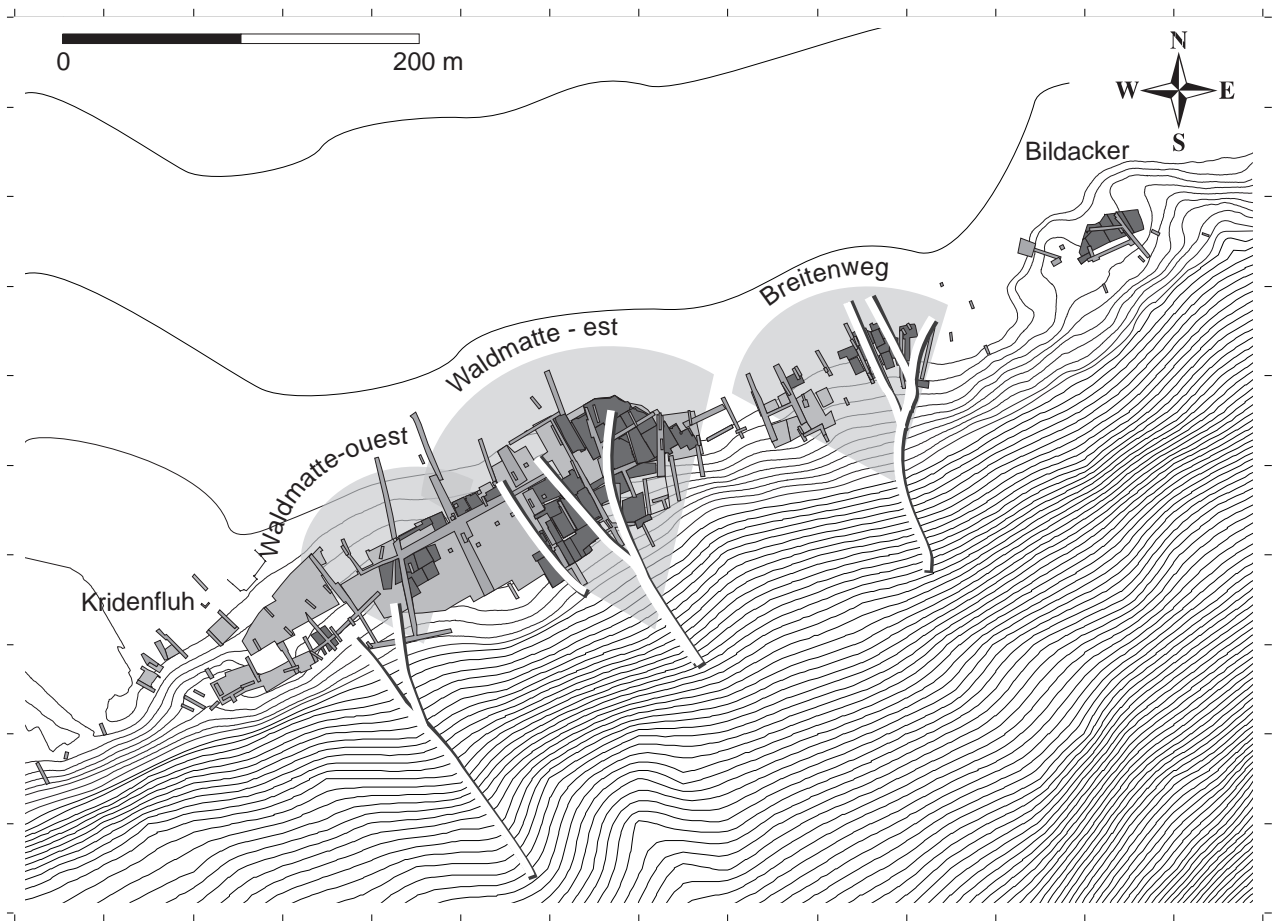 0 200 m
N
W E
S
Bildacker
Breitenweg
Waldmatte - est
Waldmatte-ouest
Kridenfluh